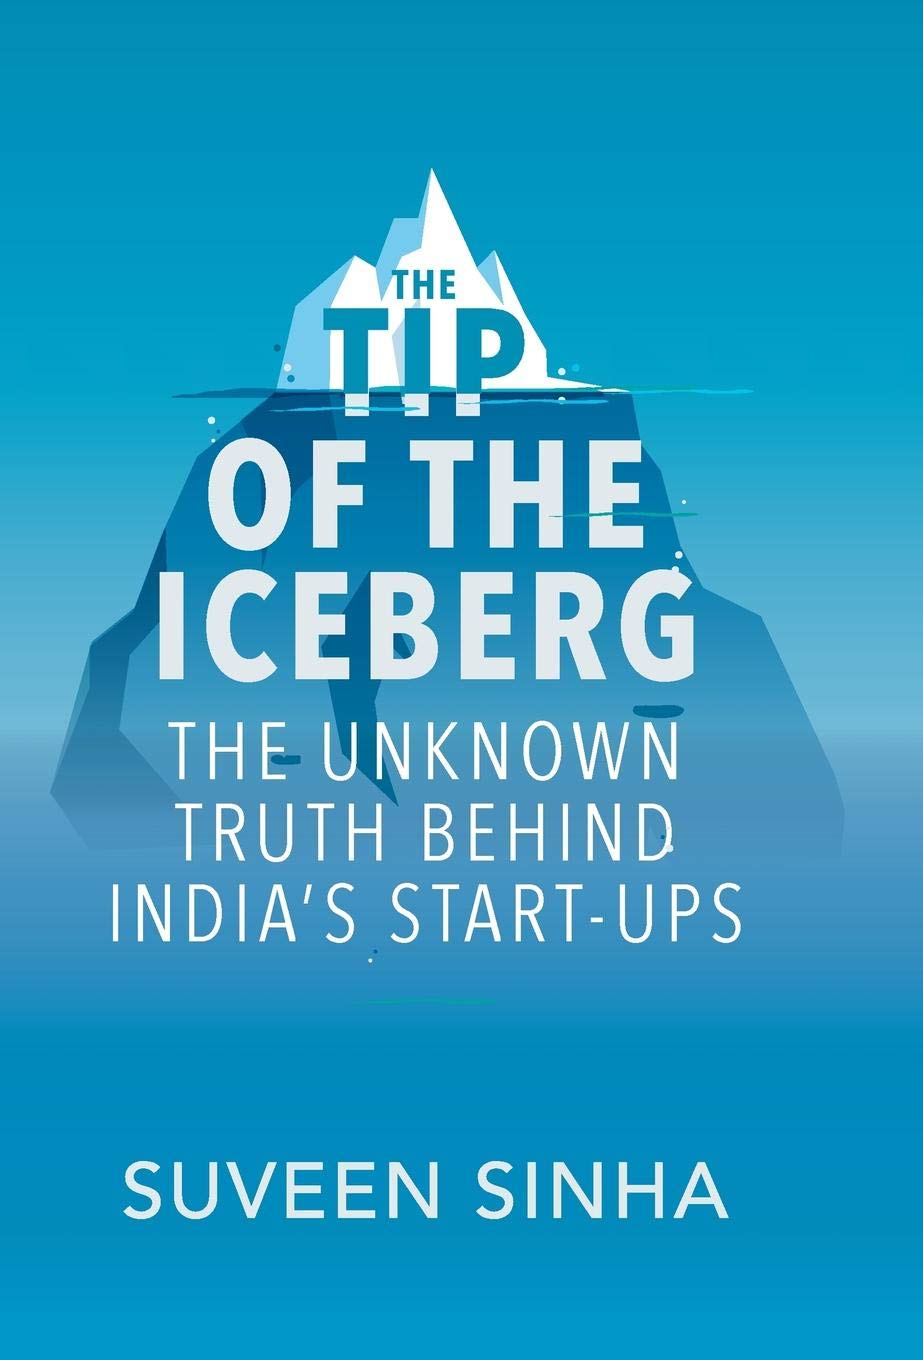 THE
TIP
OF THE
ICEBERG
THE UNKNOWN
TRUTH BEHIND
INDIA'S START-UPS
SUVEEN SINHA